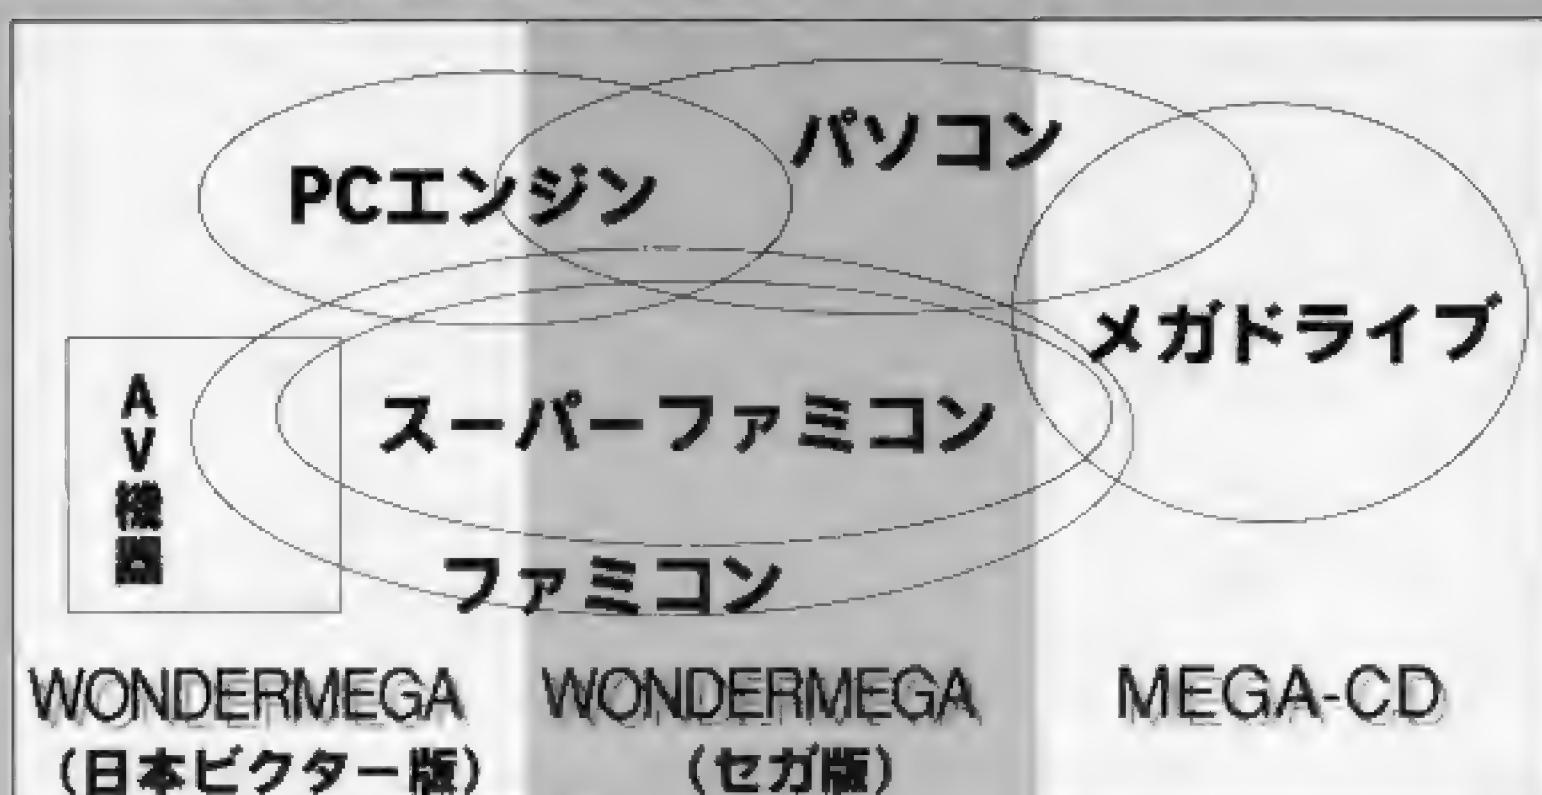 パソコン
PCエンジン
メガドライブ
スーパーファミコン
AV機器
ファミコン
WONDERMEGA
(日本ビクター版)
WONDERMEGA
(セガ版)
MEGA-CD